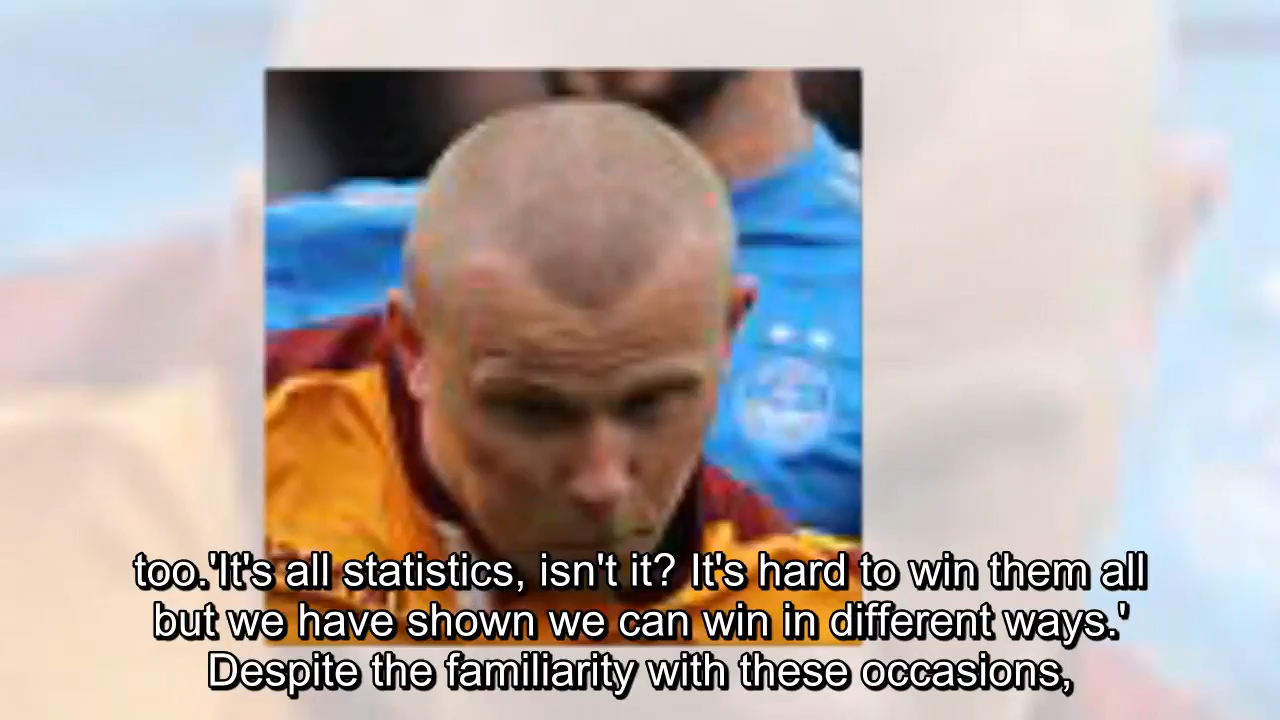 too.'It's all statistics, isn't it? It's hard to win them all
but we have shown we can win in different ways.'
Despite the familiarity with these occasions,